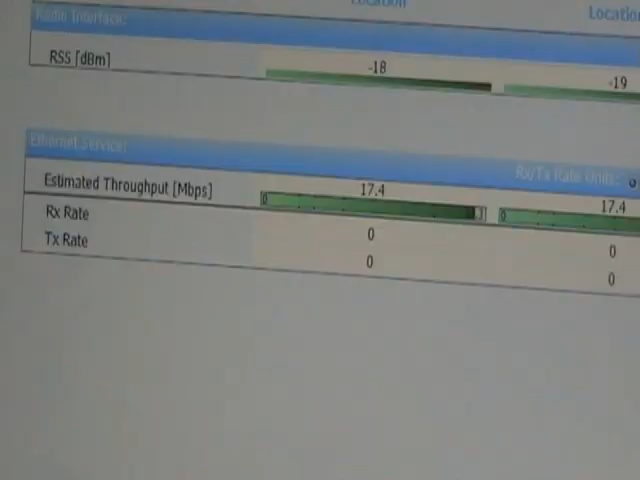 Location Location
Radio Interface:
RSS [dBm] -18 -19
Ethernet Service:
Rx/Tx Rate Units:
Estimated Throughput [Mbps] 17.4 17.4
0 0
Rx Rate 0 0
Tx Rate 0 0